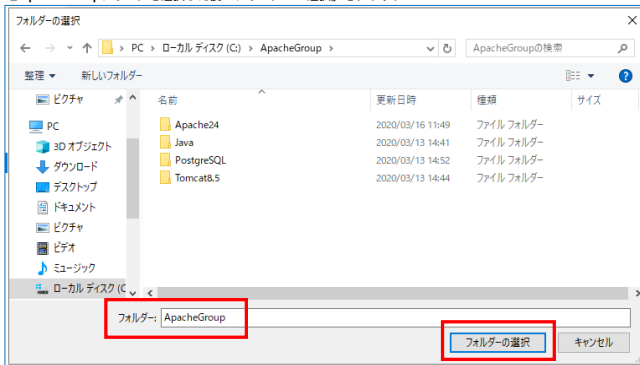 フォルダーの選択
PC > ローカル ディスク (C:) > ApacheGroup >
ApacheGroupの検索
整理 新しいフォルダー
ピクチャ
PC
3D オブジェクト
ダウンロード
デスクトップ
ドキュメント
ピクチャ
ビデオ
ミュージック
ローカル ディスク (C
名前 更新日時 種類 サイズ
Apache24 2020/03/16 11:49 ファイル フォルダー
Java 2020/03/13 14:41 ファイル フォルダー
PostgreSQL 2020/03/13 14:52 ファイル フォルダー
Tomcat8.5 2020/03/13 14:44 ファイル フォルダー
フォルダー: ApacheGroup
フォルダーの選択 キャンセル